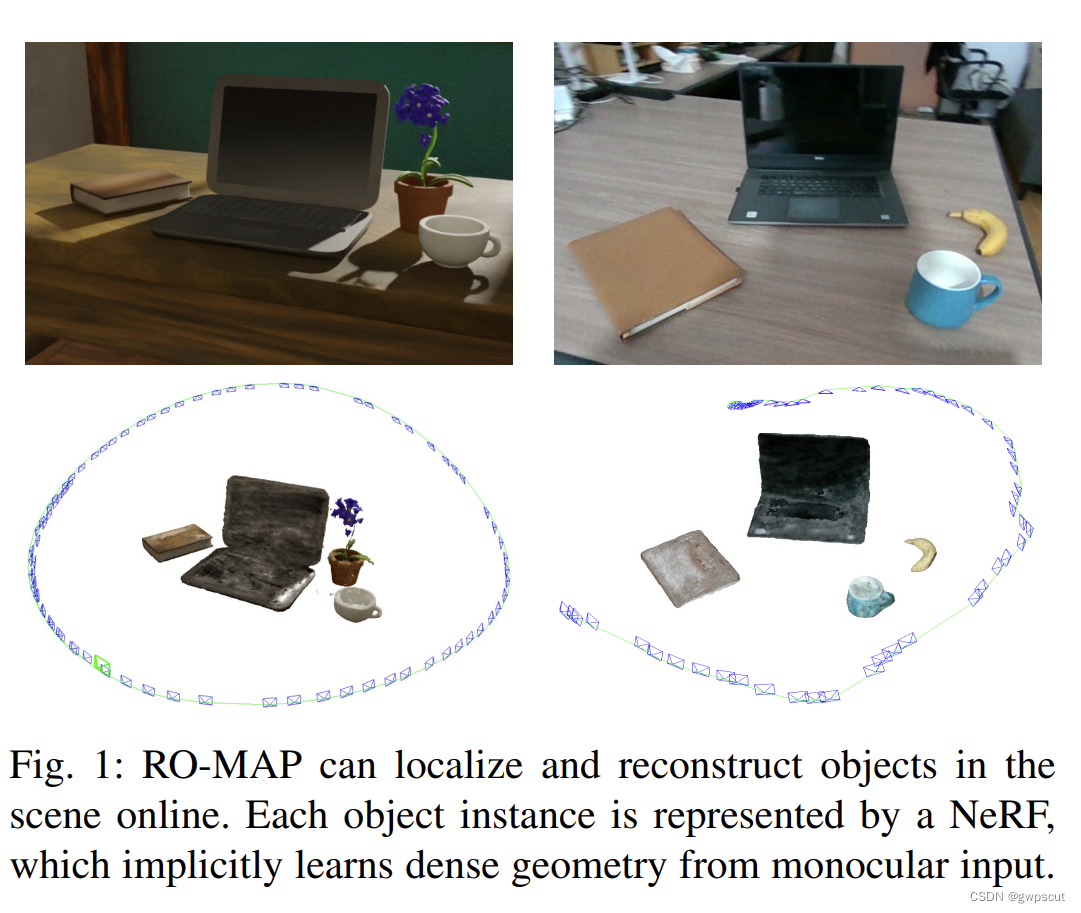 DELL
Fig. 1: RO-MAP can localize and reconstruct objects in the
scene online. Each object instance is represented by a NeRF,
which implicitly learns dense geometry from monocular input.
CSDN @gwpscut